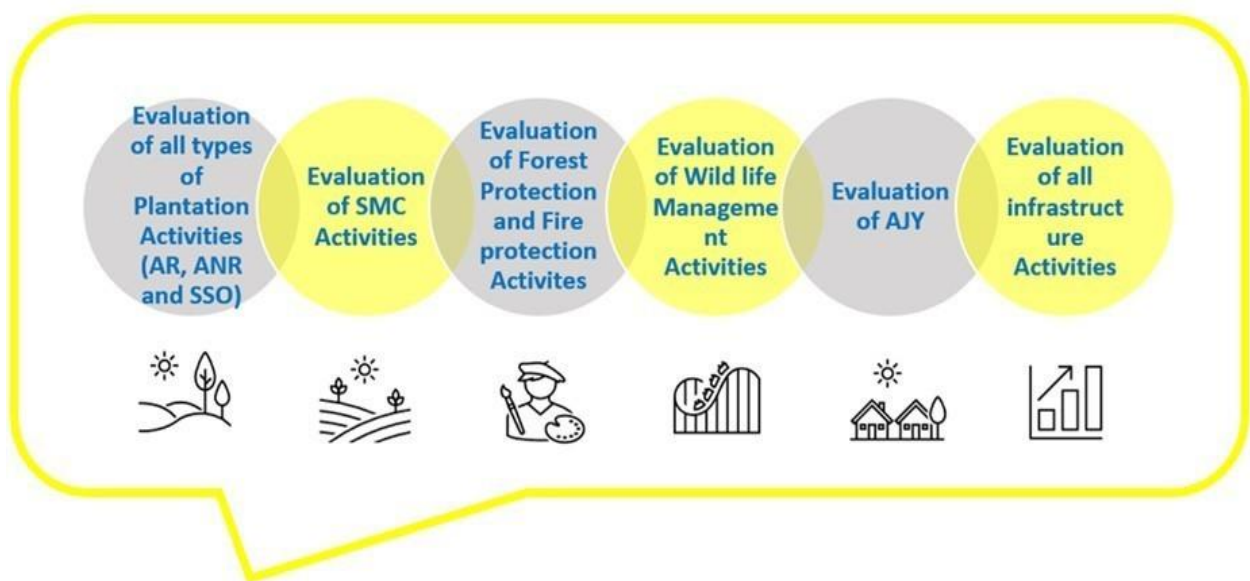 Evaluation
of all types
of
Plantation
Activities
(AR, ANR
and SSO)
Evaluation
of SMC
Activities
Evaluation
of Forest
Protection
and Fire
protection
Activites
Evaluation
of Wild life
Manageme
nt
Activities
Evaluation
of AJY
Evaluation
of all
infrastruct
ure
Activities